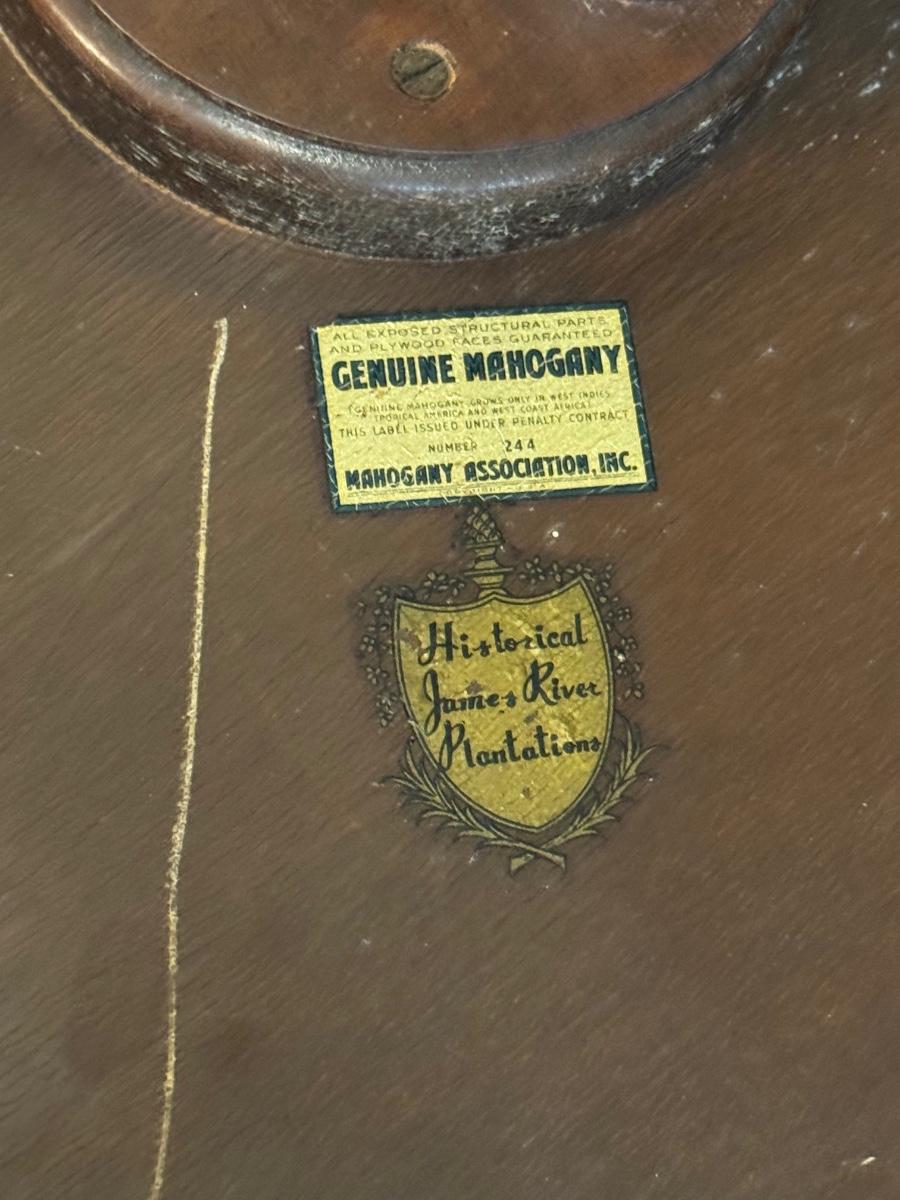 ALL EXPOSED STRUCTURAL PARTS
AND PLYWOOD FACES GUARANTEED
GENUINE MAHOGANY
GENUINE MAHOGANY GROWS ONLY IN WEST INDIES
TROPICAL AMERICA AND WEST COAST AFRICA
THIS LABEL ISSUED UNDER PENALTY CONTRACT
NUMBER 244
MAHOGANY ASSOCIATION, INC.
Historical
James River
Plantations